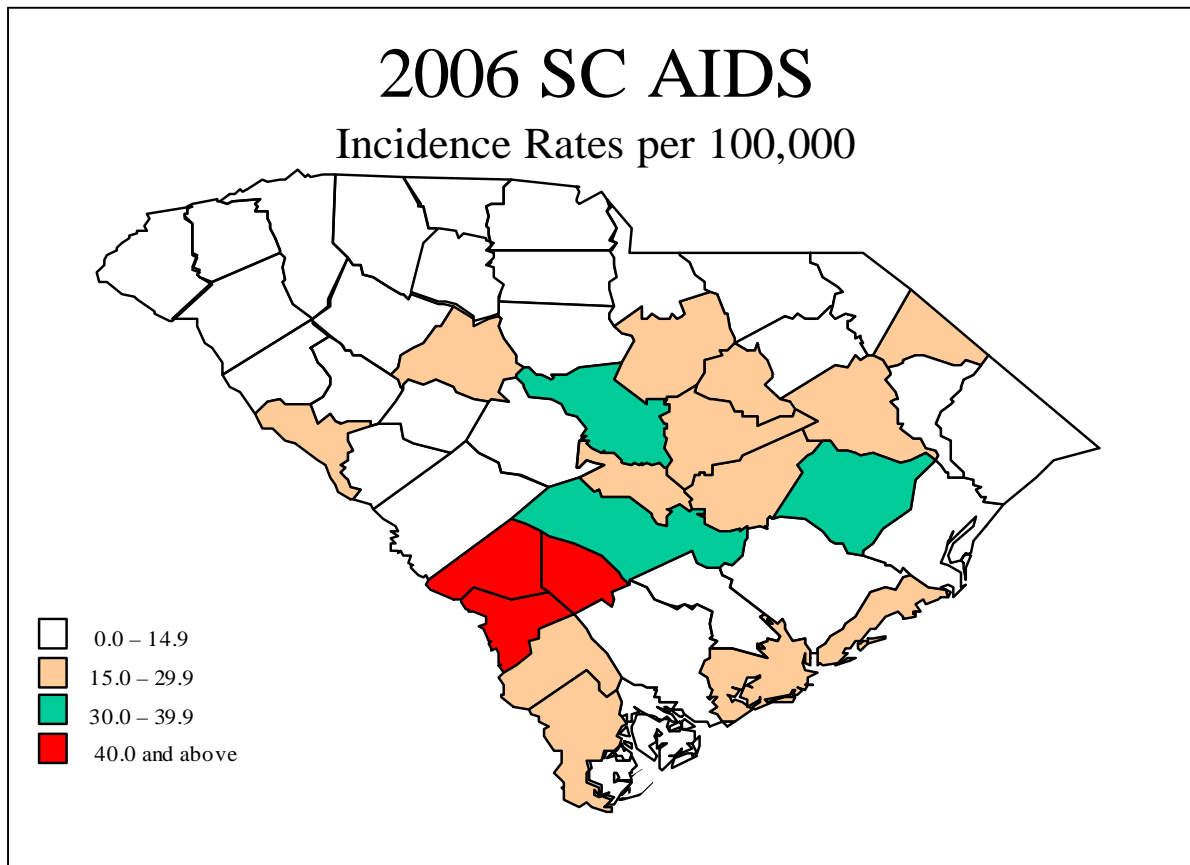 2006 SC AIDS
Incidence Rates per 100,000
0.0 – 14.9
15.0 – 29.9
30.0 – 39.9
40.0 and above